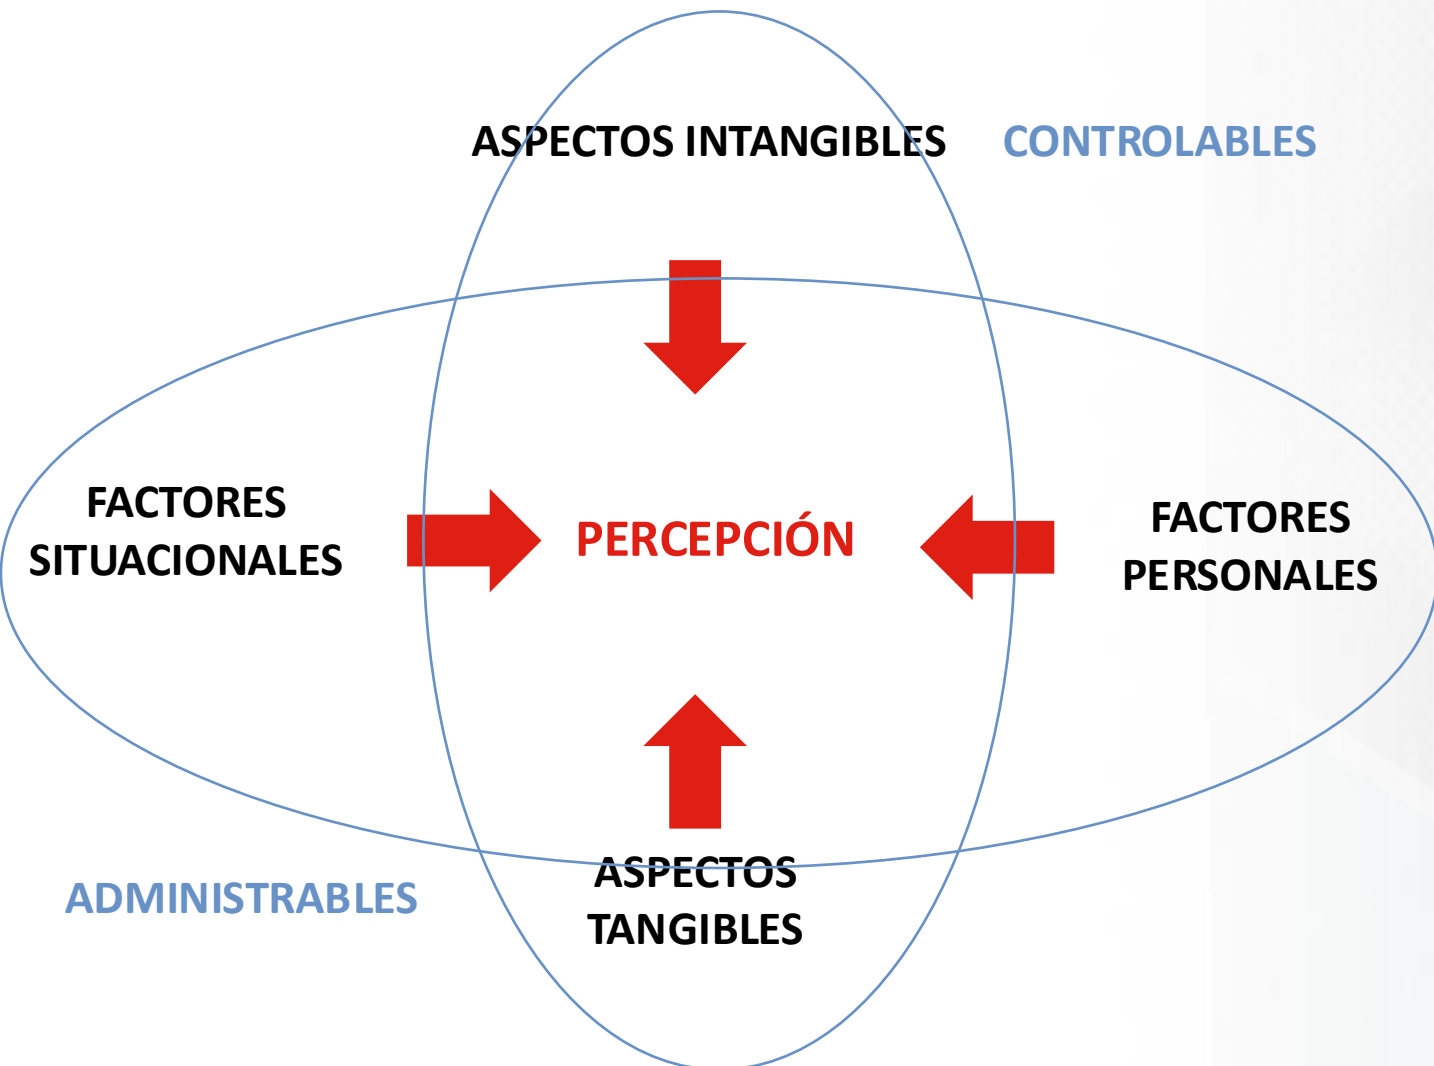 ASPECTOS INTANGIBLES
CONTROLABLES
FACTORES
SITUACIONALES
PERCEPCIÓN
FACTORES
PERSONALES
ADMINISTRABLES
ASPECTOS
TANGIBLES